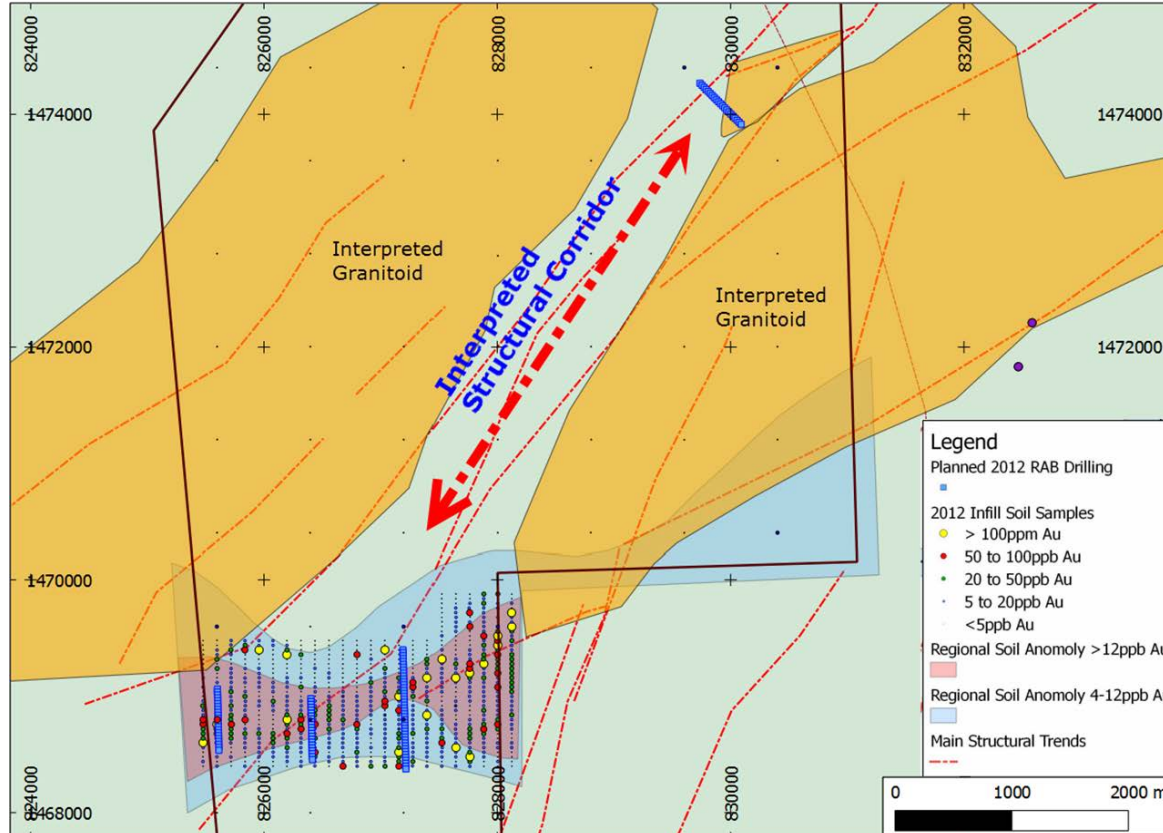 824000
826000
828000
830000
832000
1474000
1474000
Interpreted
Granitoid
Interpreted
Structural Corridor
Interpreted
Granitoid
1472000
1472000
Legend
Planned 2012 RAB Drilling
2012 Infill Soil Samples
> 100ppm Au
50 to 100ppb Au
20 to 50ppb Au
5 to 20ppb Au
<5ppb Au
Regional Soil Anomoly >12ppb Au
Regional Soil Anomoly 4-12ppb A
Main Structural Trends
1470000
1468000
824000
826000
828000
830000
0 1000 2000 m